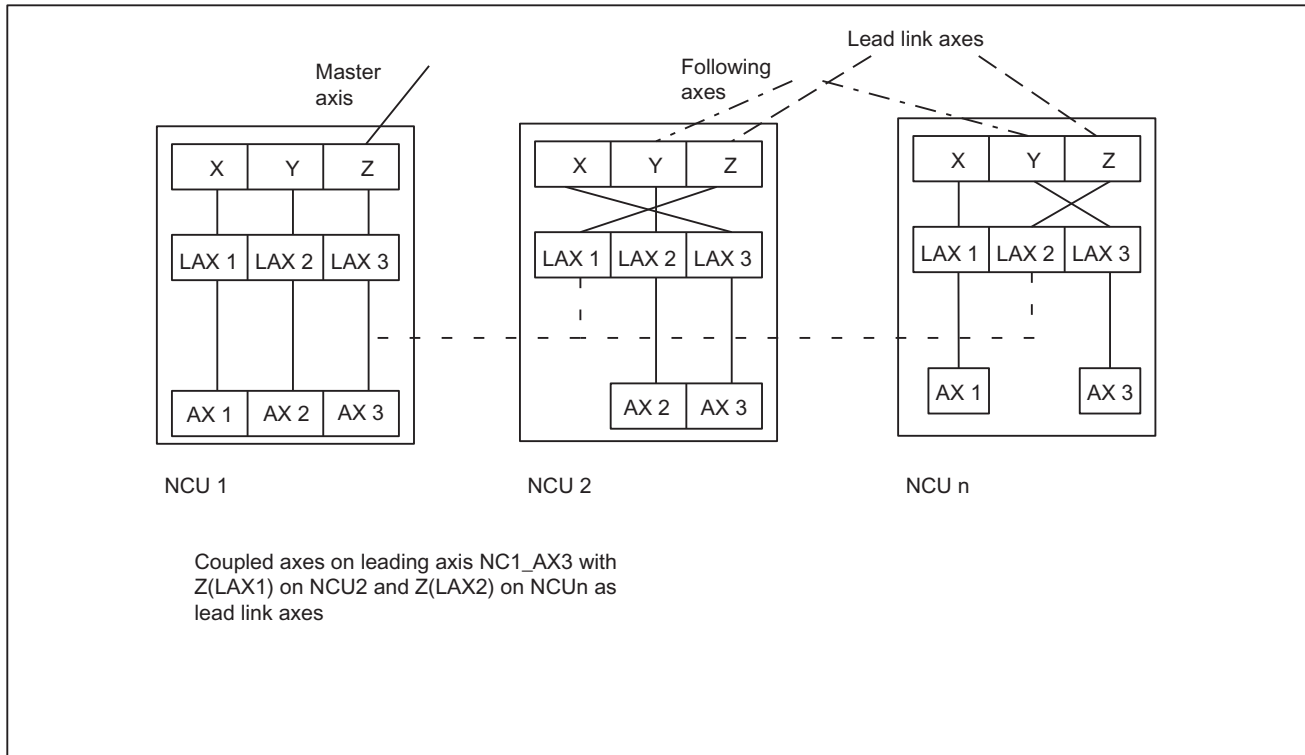 Lead link axes
Master
axis
Following
axes
X Y Z
X Y Z
X Y Z
LAX 1 LAX 2 LAX 3
LAX 1 LAX 2 LAX 3
LAX 1 LAX 2 LAX 3
AX 1 AX 2 AX 3
AX 2 AX 3
AX 1 AX 3
NCU 1
NCU 2
NCU n
Coupled axes on leading axis NC1_AX3 with
Z(LAX1) on NCU2 and Z(LAX2) on NCUn as
lead link axes